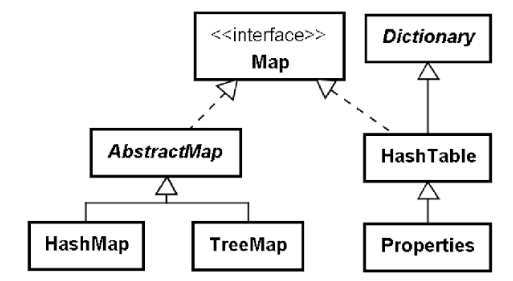 <<interface>>
Map
Dictionary
AbstractMap
HashTable
HashMap
TreeMap
Properties